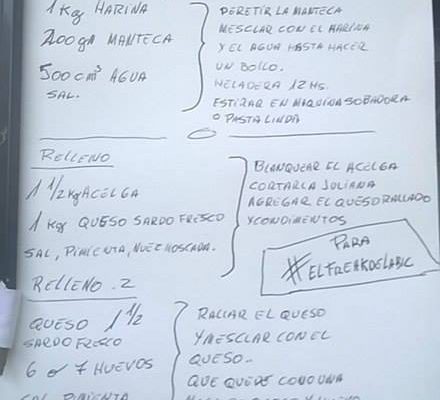 1 Kg HARINA
200 gr MANTECA
500 cm³ AGUA
SAL.
DERETIR LA MANTECA
MESCLAR CON EL HARINA
Y EL AGUA HASTA HACER
UN BOLLO.
HELADERA 12 HS.
ESTIRAR EN MAQUINA SOBADORA
O PASTA LINDA
RELLENO
1 1/2 Kg ACELGA
1 Kg QUESO SARDO FRESCO
SAL, PIMIENTA, NUEZ MOSCADA.
BLANQUEAR EL ACELGA
CORTARLA JULIANA
AGREGAR EL QUESO RALLADO
Y CONDIMENTOS
PARA
#ELFREAKDELABIC
RELLENO . 2
QUESO 1 1/2
SARDO FRESCO
6 o 7 HUEVOS
SAL PIMIENTA
RALLAR EL QUESO
Y MESCLAR CON EL
QUESO..
QUE QUEDE COMO UNA